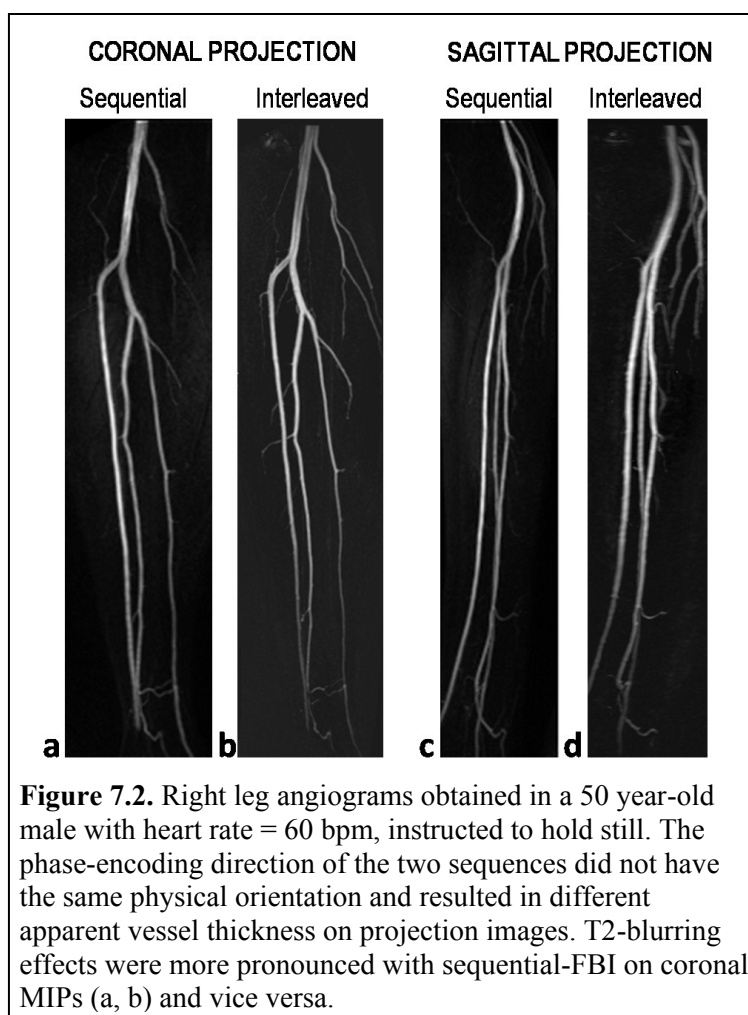 CORONAL PROJECTION SAGITTAL PROJECTION
Sequential Interleaved Sequential Interleaved
a b c d
Figure 7.2. Right leg angiograms obtained in a 50 year-old
male with heart rate = 60 bpm, instructed to hold still. The
phase-encoding direction of the two sequences did not have
the same physical orientation and resulted in different
apparent vessel thickness on projection images. T2-blurring
effects were more pronounced with sequential-FBI on coronal
MIPs (a, b) and vice versa.